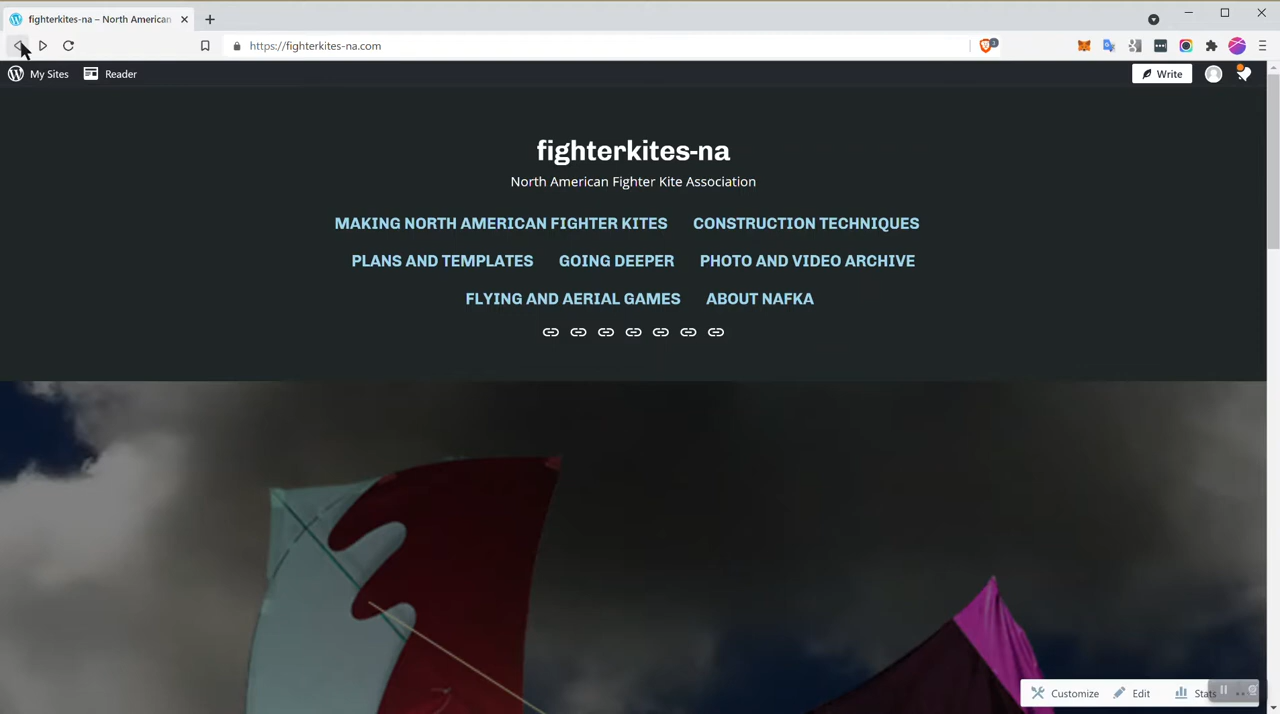 fighterkites-na – North American
https://fighterkites-na.com
3
My Sites Reader Write
fighterkites-na
North American Fighter Kite Association
MAKING NORTH AMERICAN FIGHTER KITES CONSTRUCTION TECHNIQUES
PLANS AND TEMPLATES GOING DEEPER PHOTO AND VIDEO ARCHIVE
FLYING AND AERIAL GAMES ABOUT NAFKA
Customize Edit Stats